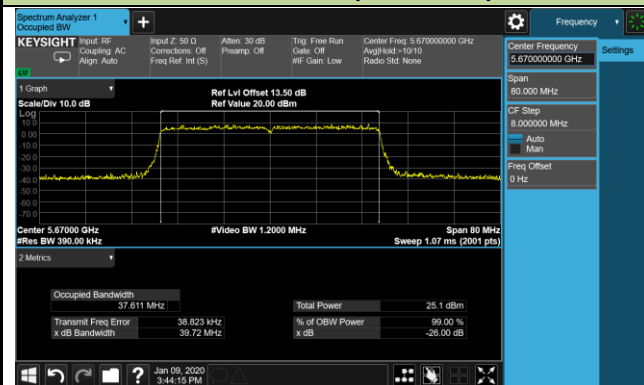 Spectrum Analyzer 1
Occupied BW
Frequency
KEYSIGHT
Input: RF
Coupling: AC
Align: Auto
Input Z: 50 Ω
Corrections: Off
Freq Ref: Int (S)
Atten: 30 dB
Preamp: Off
Trig: Free Run
Gate: Off
#IF Gain: Low
Center Freq: 5.670000000 GHz
Avg|Hold:>10/10
Radio Std: None
LXI
Center Frequency
5.670000000 GHz
Settings
Span
80.000 MHz
CF Step
8.000000 MHz
Auto
Man
Freq Offset
0 Hz
1 Graph
Scale/Div 10.0 dB
Ref Lvl Offset 13.50 dB
Ref Value 20.00 dBm
Log
10.0
0.00
-10.0
-20.0
-30.0
-40.0
-50.0
-60.0
-70.0
Center 5.67000 GHz
#Video BW 1.2000 MHz
Span 80 MHz
#Res BW 390.00 kHz
Sweep 1.07 ms (2001 pts)
2 Metrics
Occupied Bandwidth
37.611 MHz
Total Power 25.1 dBm
Transmit Freq Error 38.823 kHz
% of OBW Power 99.00 %
x dB Bandwidth 39.72 MHz
x dB -26.00 dB
Jan 09, 2020
3:44:15 PM